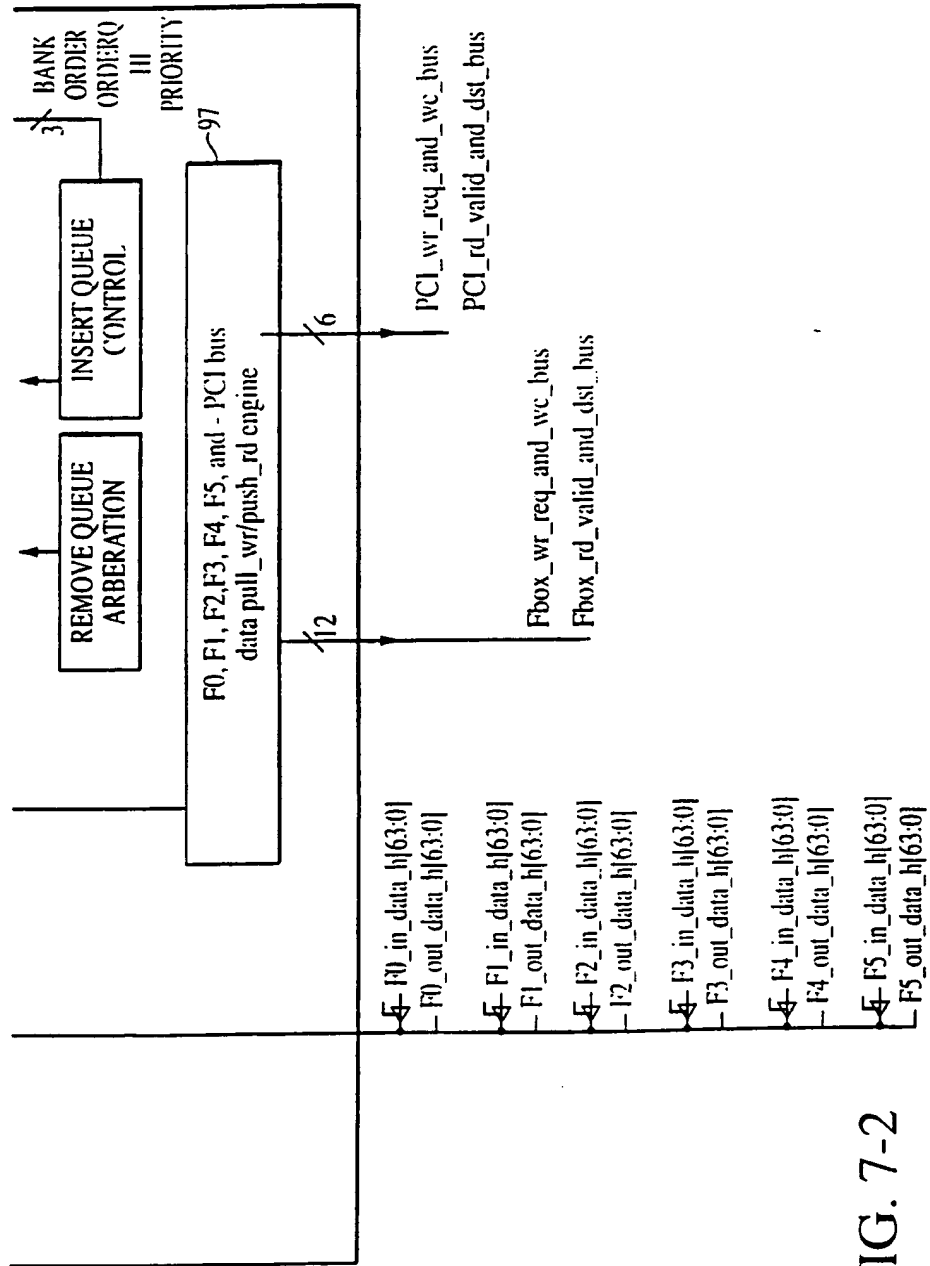 3
BANK
ORDER
ORDERQ
HI
PRIORITY
REMOVE QUEUE
ARBERATION
INSERT QUEUE
CONTROL
97
F0, F1, F2,F3, F4, F5, and - PCI bus
data pull_wr/push_rd engine
12
6
PCI_wr_req_and_wc_bus
PCI_rd_valid_and_dst_bus
Fbox_wr_req_and_wc_bus
Fbox_rd_valid_and_dst_bus
F0_in_data_h[63:0]
F0_out_data_h[63:0]
F1_in_data_h[63:0]
F1_out_data_h[63:0]
F2_in_data_h[63:0]
F2_out_data_h[63:0]
F3_in_data_h[63:0]
F3_out_data_h[63:0]
F4_in_data_h[63:0]
F4_out_data_h[63:0]
F5_in_data_h[63:0]
F5_out_data_h[63:0]
IG. 7-2